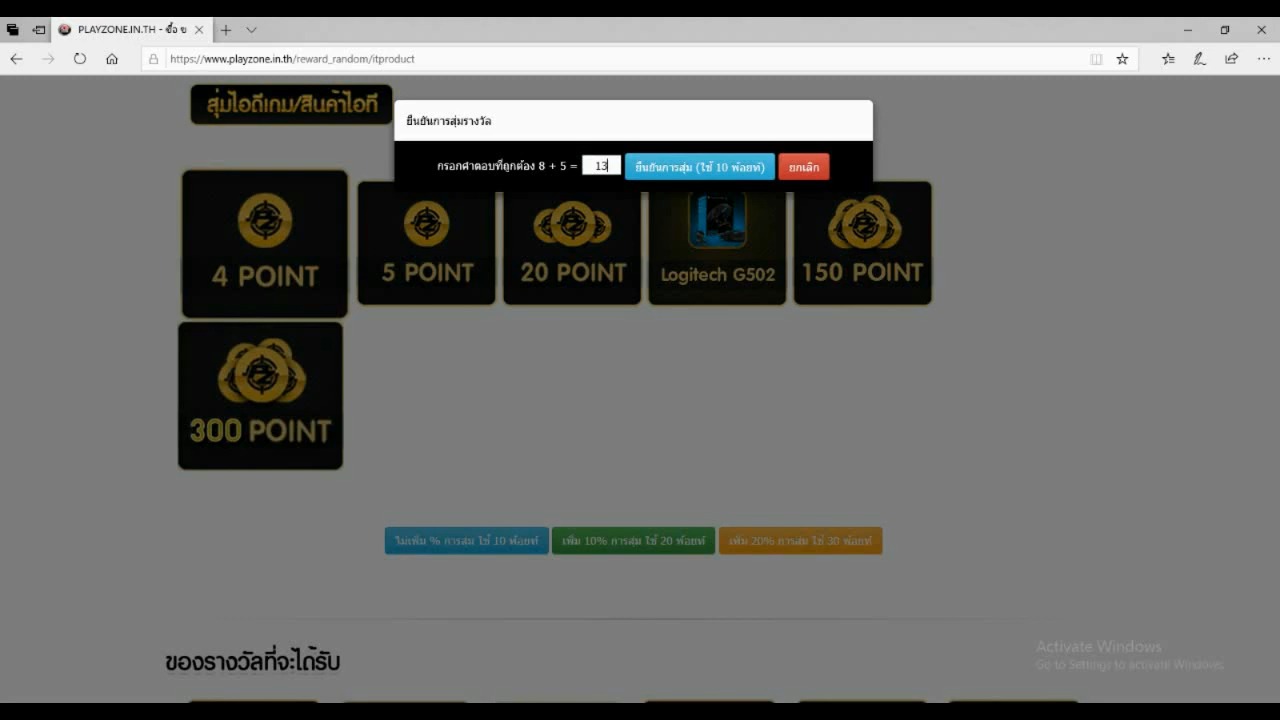 PLAYZONE.IN.TH - ซื้อ ข
https://www.playzone.in.th/reward_random/itproduct
สุ่มไอดีเกม/สินค้าไอที
ยืนยันการสุ่มรางวัล
กรอกคำตอบที่ถูกต้อง 8 + 5 = 13 ยืนยันการสุ่ม (ใช้ 10 พ้อยท์) ยกเลิก
4 POINT 5 POINT 20 POINT Logitech G502 150 POINT
300 POINT
ไม่เพิ่ม % การสุ่ม ใช้ 10 พ้อยท์ เพิ่ม 10% การสุ่ม ใช้ 20 พ้อยท์ เพิ่ม 20% การสุ่ม ใช้ 30 พ้อยท์
ของรางวัลที่จะได้รับ
Activate Windows
Go to Settings to activate Windows.